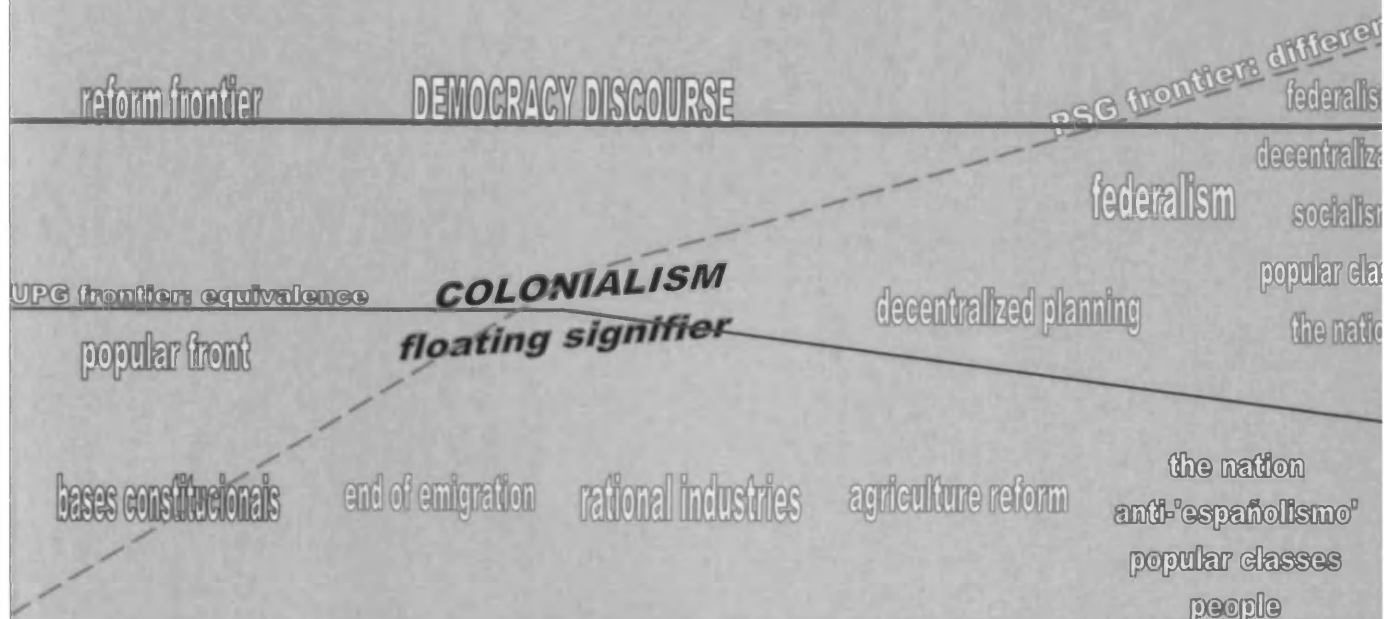 PSG frontier: differen
reform frontier
DEMOCRACY DISCOURSE
federalis
decentraliza
federalism
socialis
popular clas
UPG frontier: equivalence
COLONIALISM
decentralized planning
the natio
floating signifier
popular front
the nation
bases constitucionais
end of emigration
rational industries
agriculture reform
anti-'españolismo'
popular classes
people